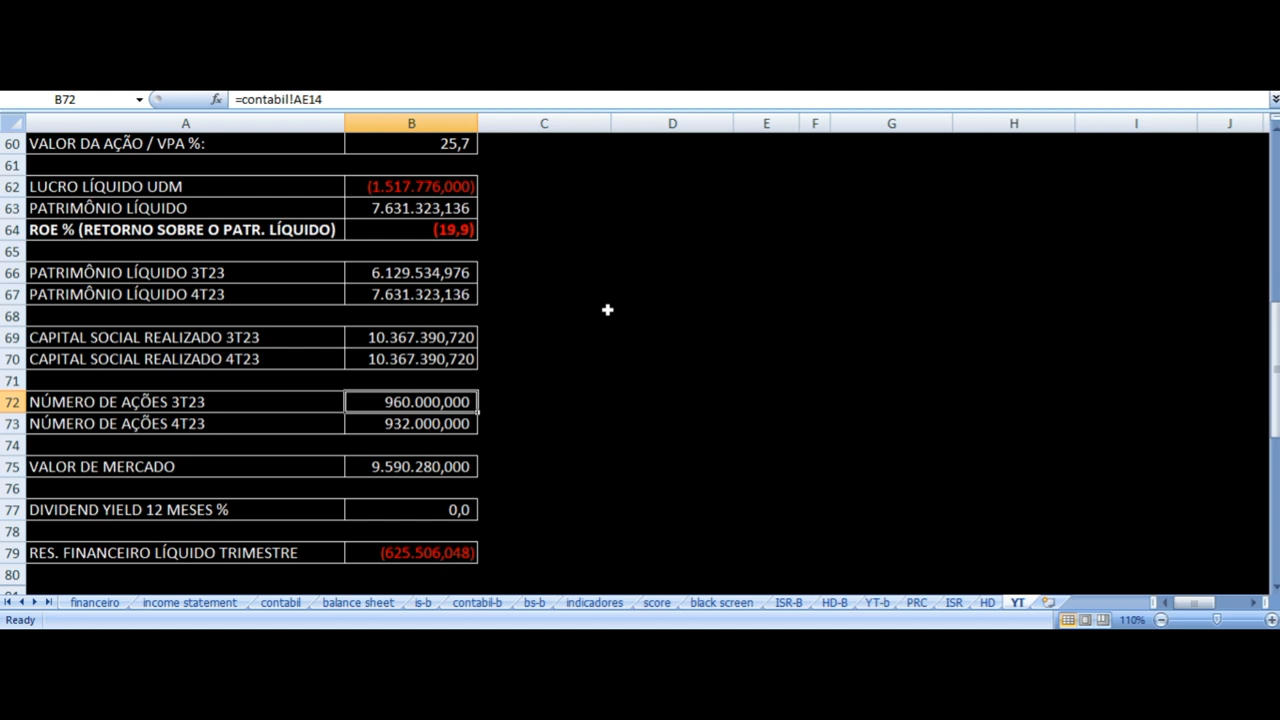 B72 fx =contabil!AE14
A B C D E F G H I J
60 VALOR DA AÇÃO / VPA %: 25,7
61
62 LUCRO LÍQUIDO UDM (1.517.776,000)
63 PATRIMÔNIO LÍQUIDO 7.631.323,136
64 ROE % (RETORNO SOBRE O PATR. LÍQUIDO) (19,9)
65
66 PATRIMÔNIO LÍQUIDO 3T23 6.129.534,976
67 PATRIMÔNIO LÍQUIDO 4T23 7.631.323,136
68
69 CAPITAL SOCIAL REALIZADO 3T23 10.367.390,720
70 CAPITAL SOCIAL REALIZADO 4T23 10.367.390,720
71
72 NÚMERO DE AÇÕES 3T23 960.000,000
73 NÚMERO DE AÇÕES 4T23 932.000,000
74
75 VALOR DE MERCADO 9.590.280,000
76
77 DIVIDEND YIELD 12 MESES % 0,0
78
79 RES. FINANCEIRO LÍQUIDO TRIMESTRE (625.506,048)
80
financeiro income statement contabil balance sheet is-b contabil-b bs-b indicadores score black screen ISR-B HD-B YT-b PRC ISR HD YT
Ready 110%